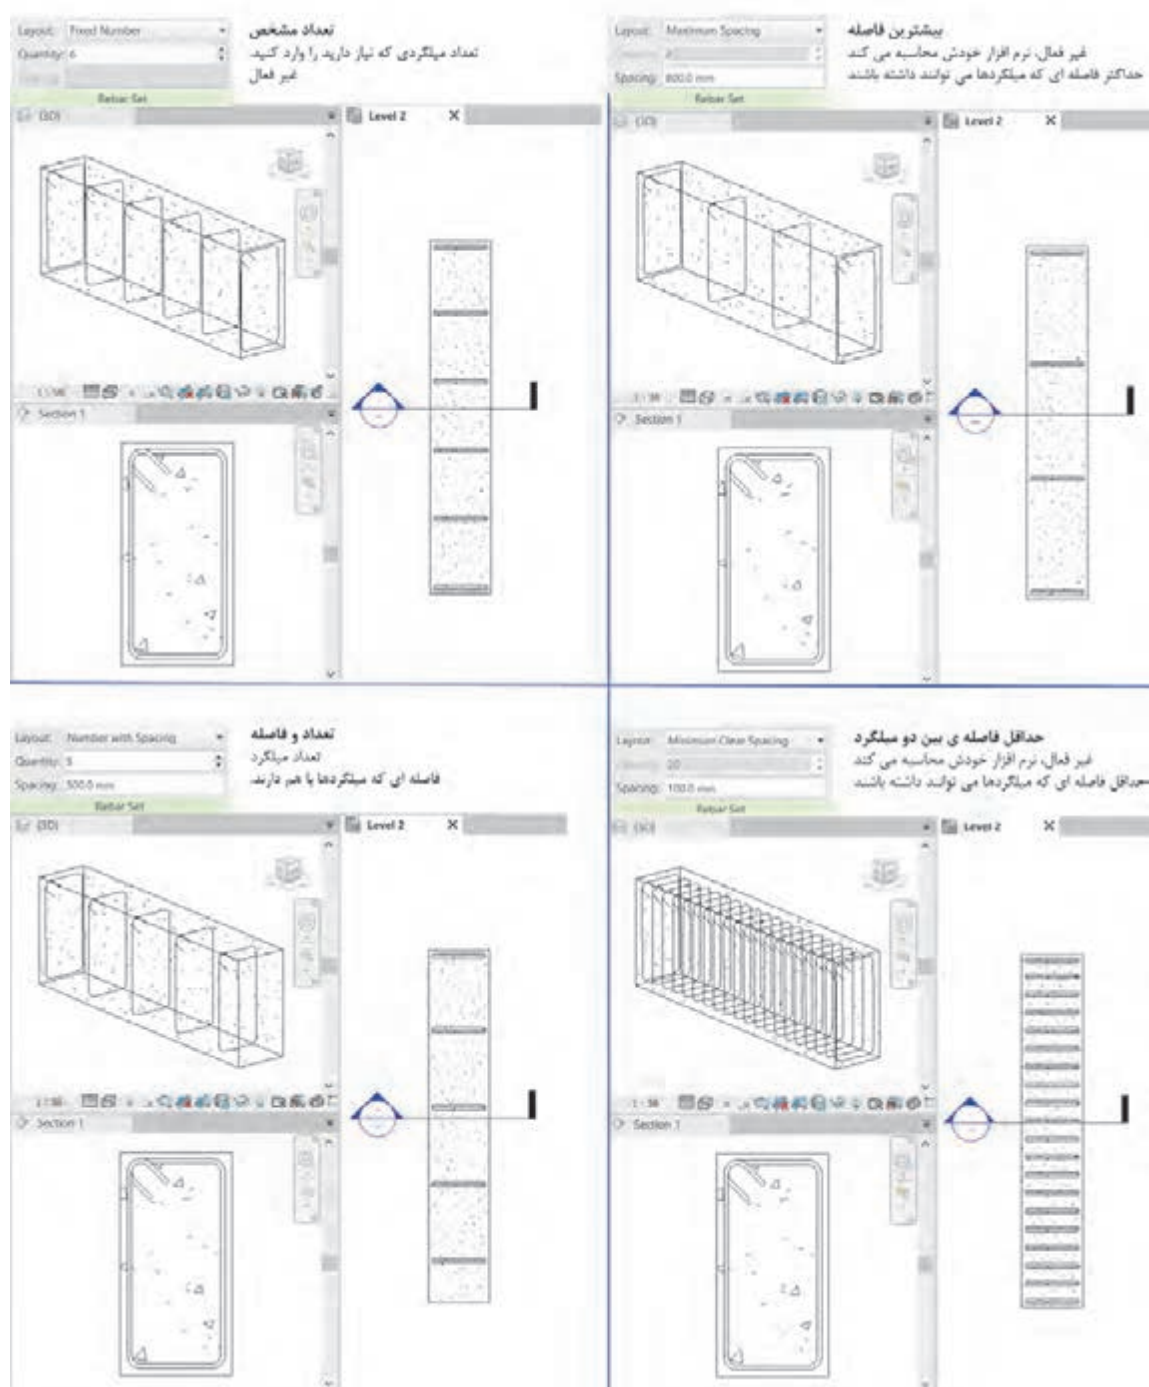 Layout: Fixed Number
تعداد مشخص
Quantity: 6
تعداد میلگردی که نیاز دارید را وارد کنید.
غیر فعال
Rebar Set
(3D)
Level 2
Section 1
Layout: Maximum Spacing
بیشترین فاصله
غیر فعال، نرم افزار خودش محاسبه می کند
Spacing: 800.0 mm
حداکثر فاصله ای که میلگردها می توانند داشته باشند
Rebar Set
(3D)
Level 2
Section 1
Layout: Number with Spacing
تعداد و فاصله
Quantity: 5
تعداد میلگرد
Spacing: 500.0 mm
فاصله ای که میلگردها با هم دارند.
Rebar Set
(3D)
Level 2
Section 1
Layout: Minimum Clear Spacing
حداقل فاصله ی بین دو میلگرد
20
غیر فعال، نرم افزار خودش محاسبه می کند
Spacing: 100.0 mm
حداقل فاصله ای که میلگردها می توانند داشته باشند
Rebar Set
(3D)
Level 2
Section 1